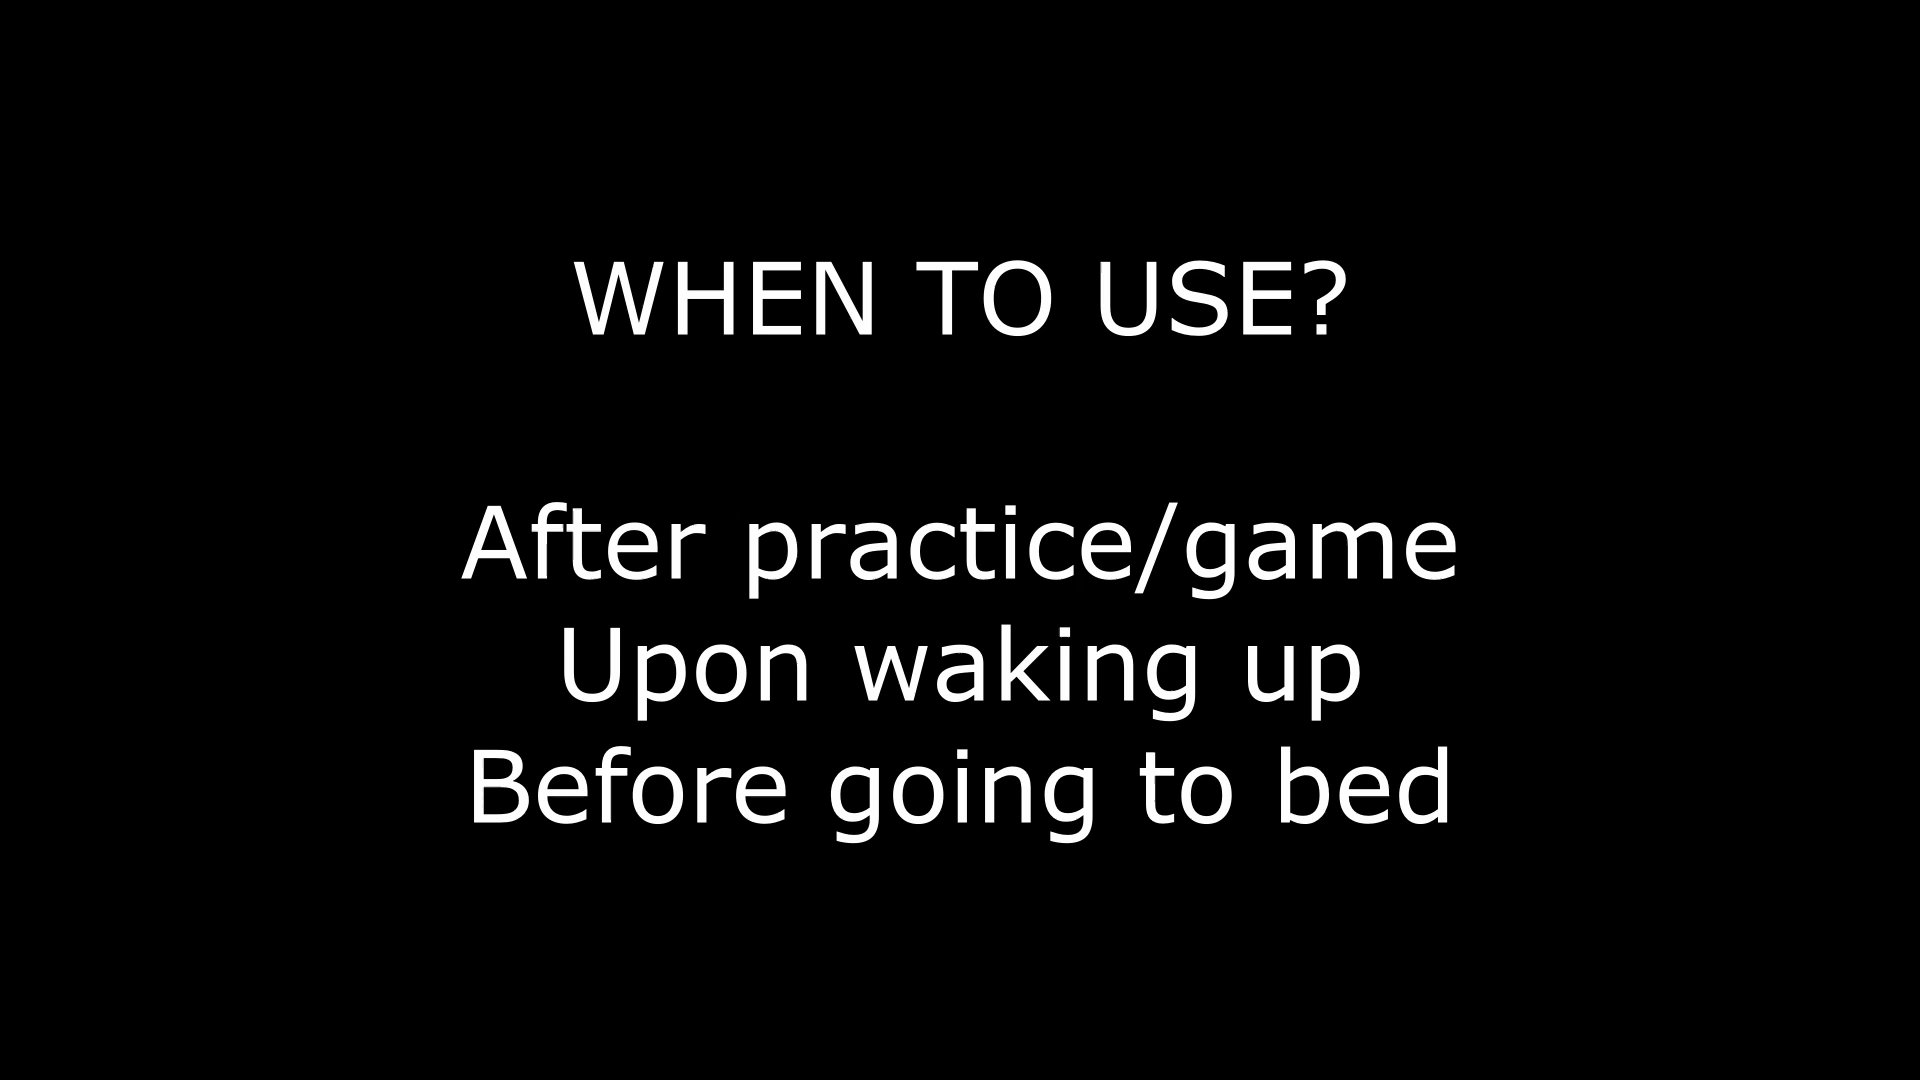 WHEN TO USE?
After practice/game
Upon waking up
Before going to bed